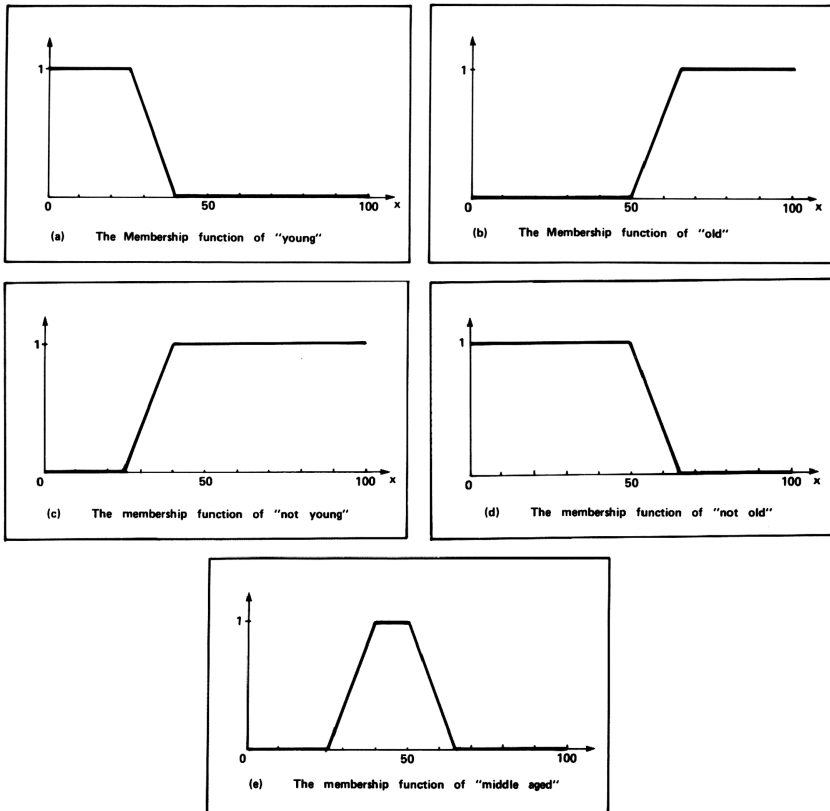 1
0
50
100
x
(a) The Membership function of "young"
1
0
50
100
x
(b) The Membership function of "old"
1
0
50
100
x
(c) The membership function of "not young"
1
0
50
100
x
(d) The membership function of "not old"
1
0
50
100
(e) The membership function of "middle aged"